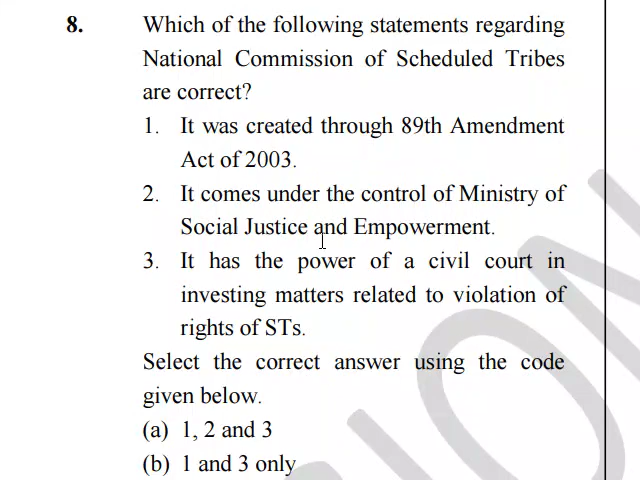 8. Which of the following statements regarding
National Commission of Scheduled Tribes
are correct?
1. It was created through 89th Amendment
Act of 2003.
2. It comes under the control of Ministry of
Social Justice and Empowerment.
3. It has the power of a civil court in
investing matters related to violation of
rights of STs.
Select the correct answer using the code
given below.
(a) 1, 2 and 3
(b) 1 and 3 only